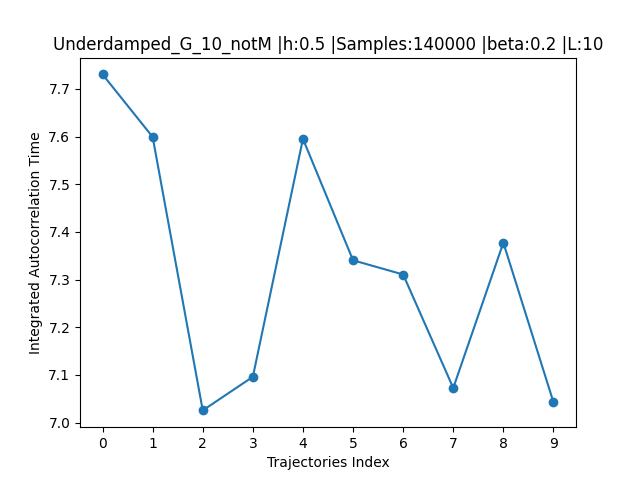 Underdamped_G_10_notM |h:0.5 |Samples:140000 |beta:0.2 |L:10
Integrated Autocorrelation Time
7.7
7.6
7.5
7.4
7.3
7.2
7.1
7.0
0 1 2 3 4 5 6 7 8 9
Trajectories Index